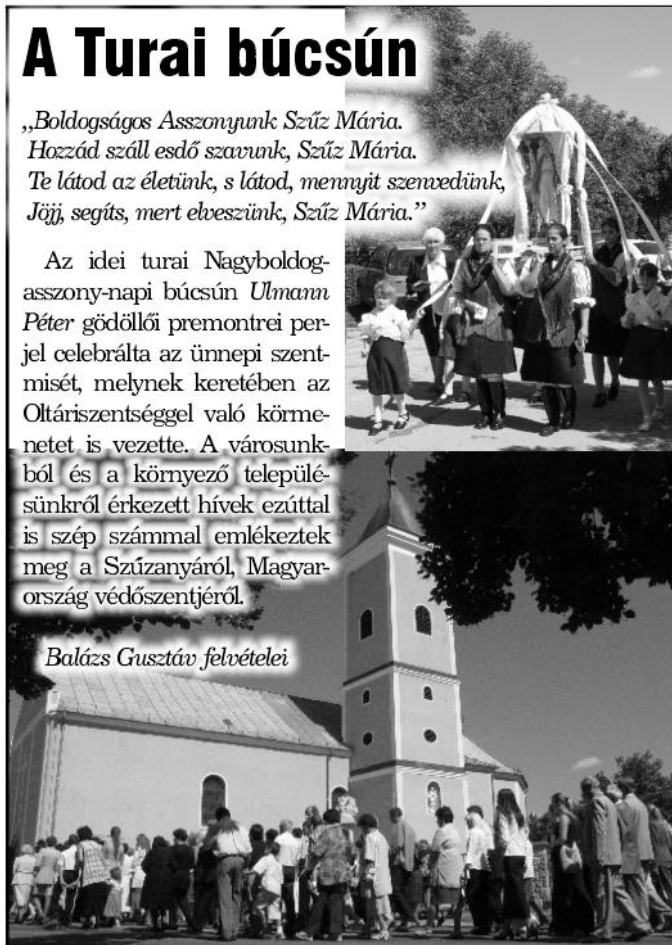 A Turai búcsún
„Boldogságos Asszonyunk Szűz Mária.
Hozzád száll esdő szavunk, Szűz Mária.
Te látod az életünk, s látod, mennyit szenvedünk,
Jöjj, segíts, mert elveszünk, Szűz Mária.”
Az idei turai Nagyboldog-
asszony-napi búcsún Ulmann
Péter gödöllői premontrei per-
jel celebrálta az ünnepi szent-
misét, melynek keretében az
Oltáriszentséggel való körme-
netet is vezette. A városunk-
ból és a környező települé-
sünkről érkezett hívek ezúttal
is szép számmal emlékeztek
meg a Szűzanyáról, Magyar-
ország védőszentjéről.
Balázs Gusztáv felvételei